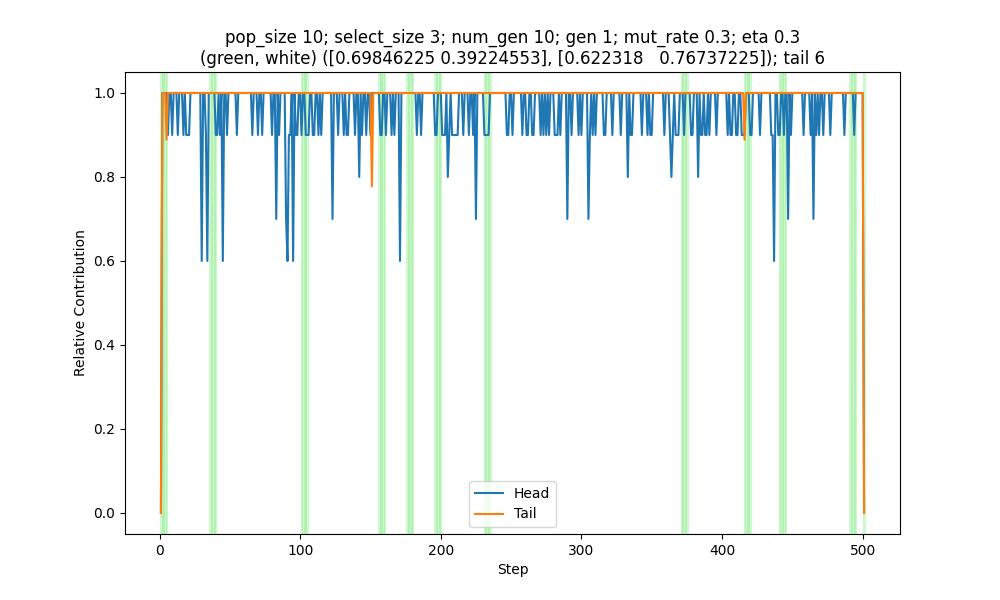 pop_size 10; select_size 3; num_gen 10; gen 1; mut_rate 0.3; eta 0.3
(green, white) ([0.69846225 0.39224553], [0.622318   0.76737225]); tail 6
Relative Contribution
1.0
0.8
0.6
0.4
0.2
0.0
Head
Tail
0
100
200
300
400
500
Step